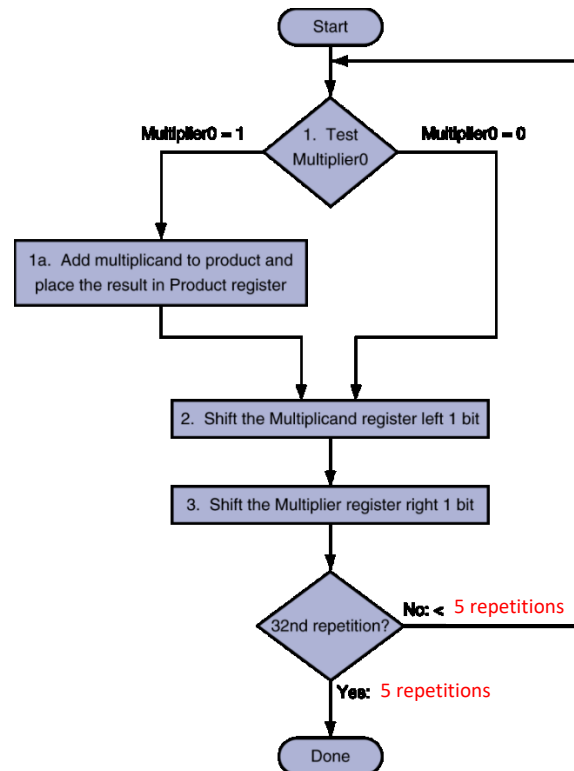 Start
Multiplier0 = 1
1. Test
Multiplier0
Multiplier0 = 0
1a. Add multiplicand to product and
place the result in Product register
2. Shift the Multiplicand register left 1 bit
3. Shift the Multiplier register right 1 bit
32nd repetition?
No: < 5 repetitions
Yes: 5 repetitions
Done